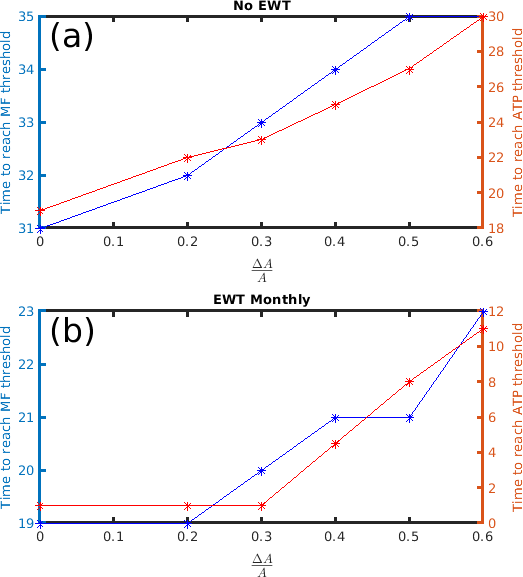 No EWT
(a)
Time to reach MF threshold
35
34
33
32
31
30
28
26
24
22
20
18
Time to reach ATP threshold
0 0.1 0.2 0.3 0.4 0.5 0.6
ΔA
A
EWT Monthly
(b)
Time to reach MF threshold
23
22
21
20
19
12
10
8
6
4
2
0
Time to reach ATP threshold
0 0.1 0.2 0.3 0.4 0.5 0.6
ΔA
A